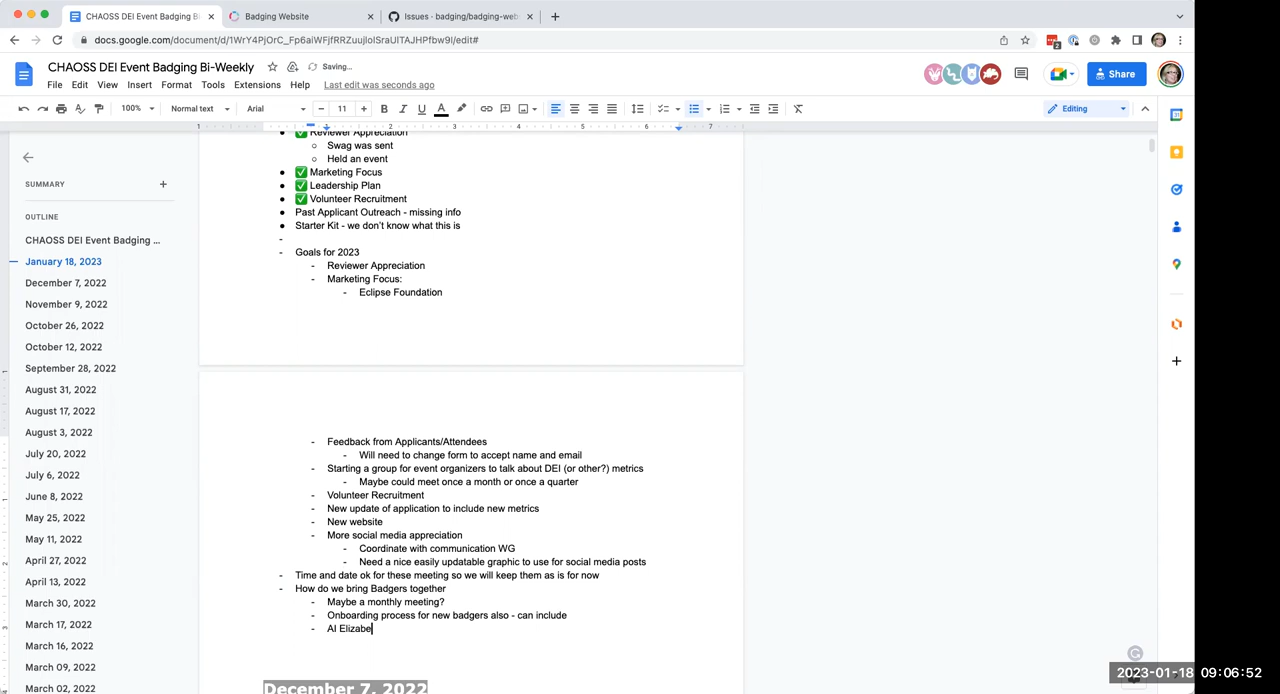 CHAOSS DEI Event Badging Bi
Badging Website
Issues · badging/badging-web
docs.google.com/document/d/1WrY4PjOrC_Fp6aiWFjfRRZuujlolSraUITAJHPfbw9I/edit#
CHAOSS DEI Event Badging Bi-Weekly
Saving…
File Edit View Insert Format Tools Extensions Help Last edit was seconds ago
Share
100% Normal text Arial 11 Editing
1 1 2 3 4 5 6 7
Reviewer Appreciation
Swag was sent
Held an event
Marketing Focus
Leadership Plan
Volunteer Recruitment
Past Applicant Outreach - missing info
Starter Kit - we don't know what this is
-
- Goals for 2023
- Reviewer Appreciation
- Marketing Focus:
- Eclipse Foundation
- Feedback from Applicants/Attendees
- Will need to change form to accept name and email
- Starting a group for event organizers to talk about DEI (or other?) metrics
- Maybe could meet once a month or once a quarter
- Volunteer Recruitment
- New update of application to include new metrics
- New website
- More social media appreciation
- Coordinate with communication WG
- Need a nice easily updatable graphic to use for social media posts
- Time and date ok for these meeting so we will keep them as is for now
- How do we bring Badgers together
- Maybe a monthly meeting?
- Onboarding process for new badgers also - can include
- AI Elizabe
December 7, 2022
SUMMARY
OUTLINE
CHAOSS DEI Event Badging ...
January 18, 2023
December 7, 2022
November 9, 2022
October 26, 2022
October 12, 2022
September 28, 2022
August 31, 2022
August 17, 2022
August 3, 2022
July 20, 2022
July 6, 2022
June 8, 2022
May 25, 2022
May 11, 2022
April 27, 2022
April 13, 2022
March 30, 2022
March 17, 2022
March 16, 2022
March 09, 2022
March 02, 2022
2023-01-18 09:06:52